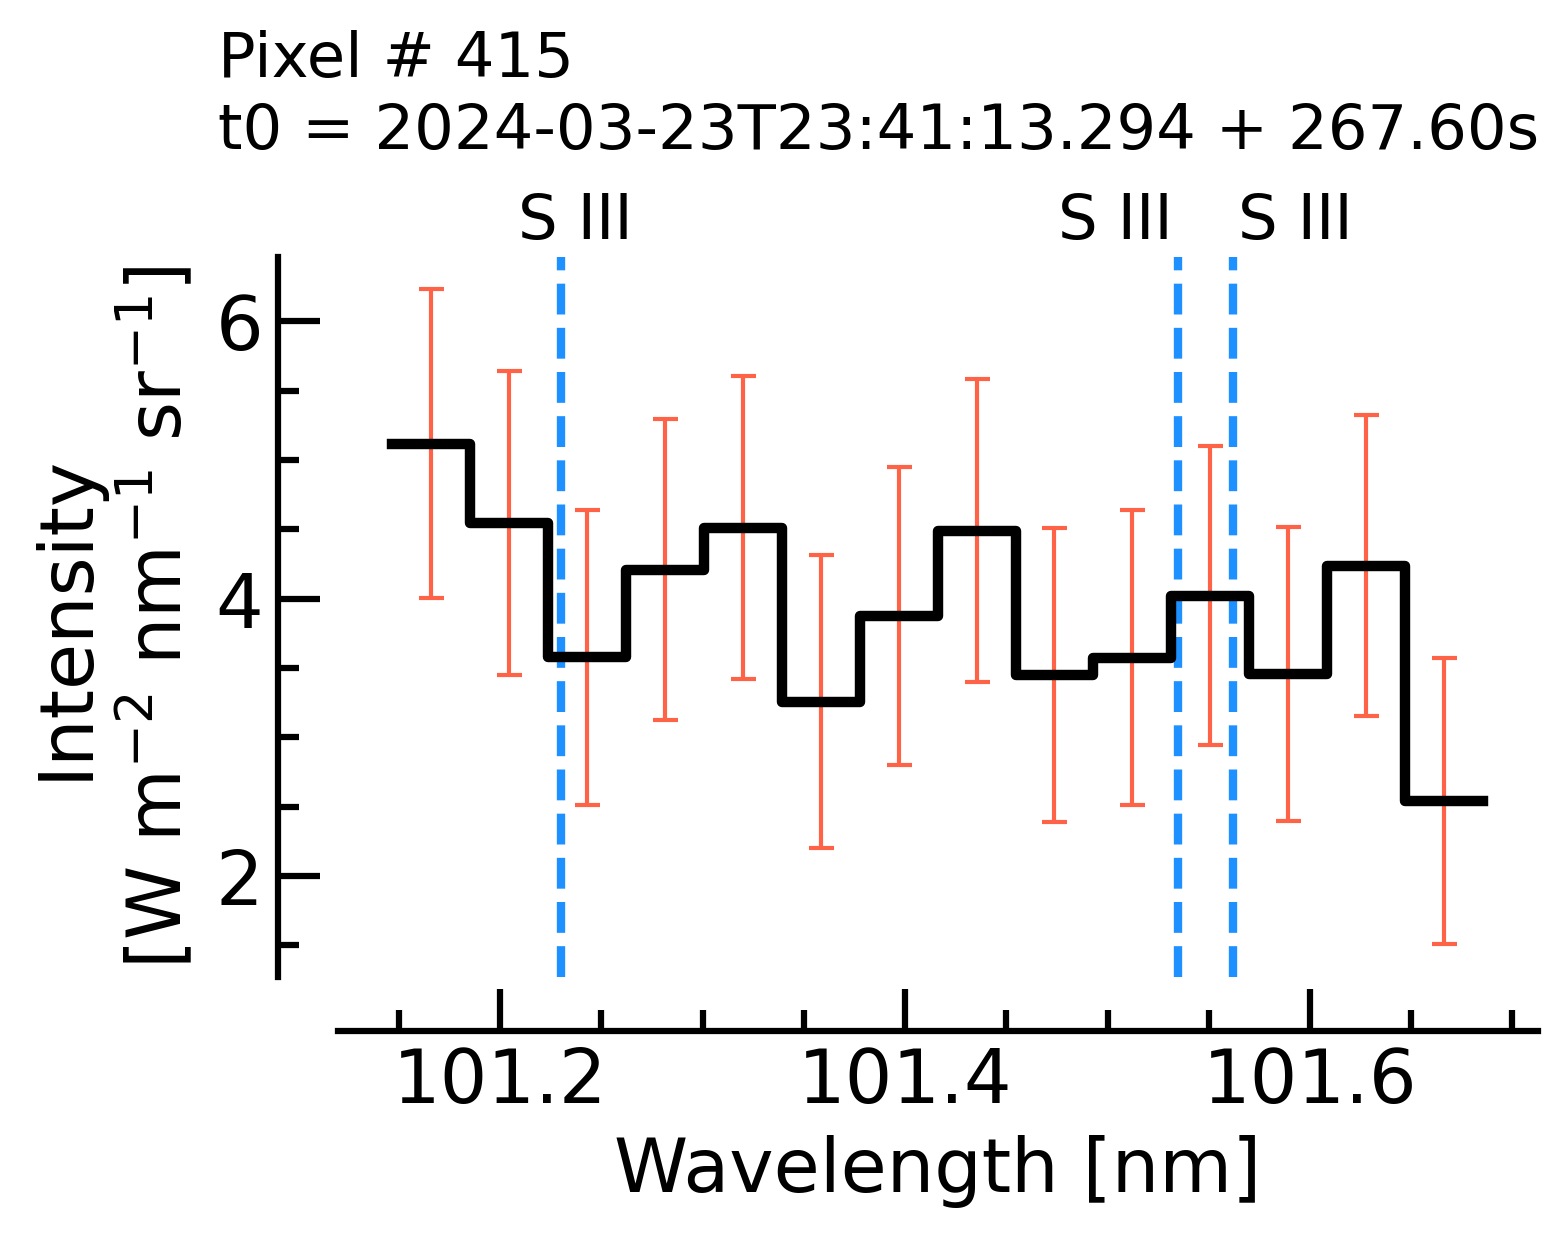 Pixel # 415
t0 = 2024-03-23T23:41:13.294 + 267.60s
S III S III S III
Intensity
[W m⁻² nm⁻¹ sr⁻¹]
6
4
2
101.2 101.4 101.6
Wavelength [nm]